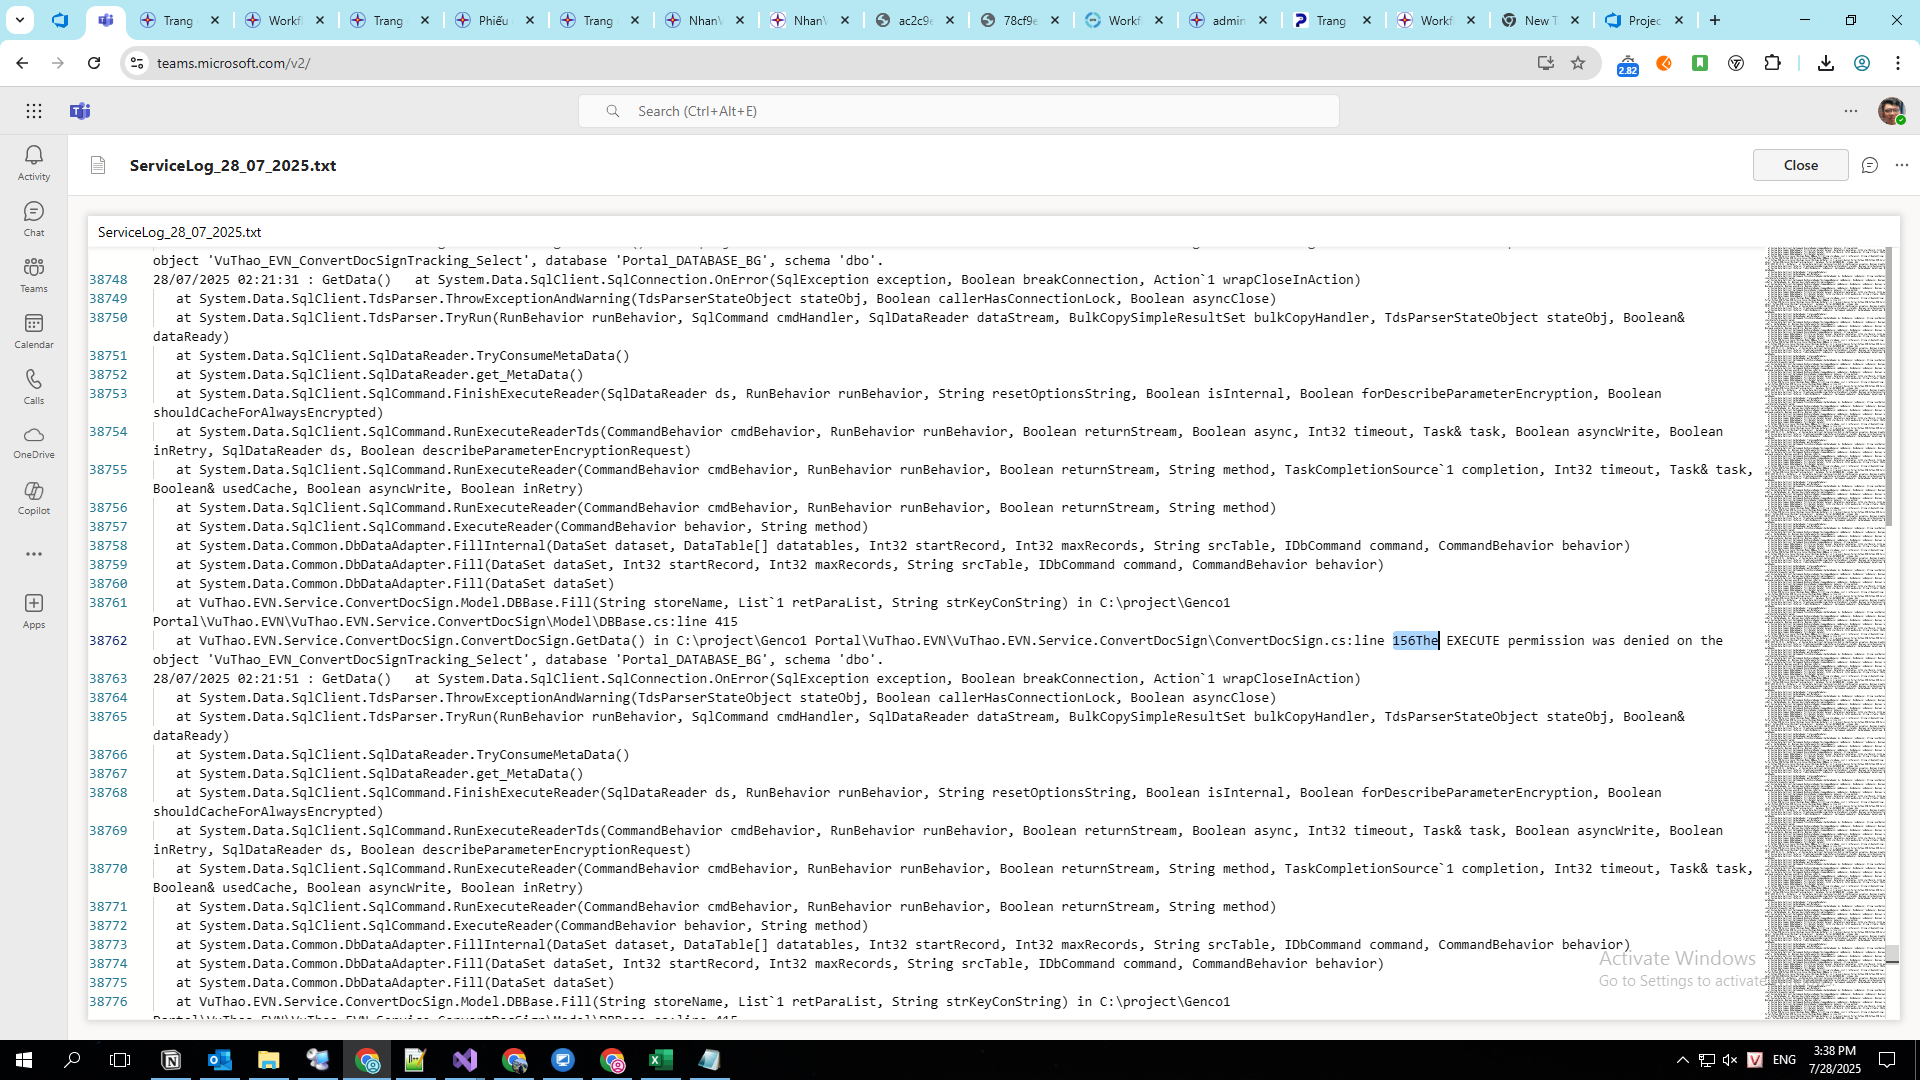 Trang
Workfl
Trang
Phiếu
Trang
NhanV
NhanV
ac2c9e
78cf9e
Workf
admin
Trang
Workf
New T
Projec
teams.microsoft.com/v2/
2.82
Search (Ctrl+Alt+E)
Activity
Chat
Teams
Calendar
Calls
OneDrive
Copilot
Apps
ServiceLog_28_07_2025.txt
Close
ServiceLog_28_07_2025.txt
object 'VuThao_EVN_ConvertDocSignTracking_Select', database 'Portal_DATABASE_BG', schema 'dbo'.
38748 28/07/2025 02:21:31 : GetData()   at System.Data.SqlClient.SqlConnection.OnError(SqlException exception, Boolean breakConnection, Action`1 wrapCloseInAction)
38749    at System.Data.SqlClient.TdsParser.ThrowExceptionAndWarning(TdsParserStateObject stateObj, Boolean callerHasConnectionLock, Boolean asyncClose)
38750    at System.Data.SqlClient.TdsParser.TryRun(RunBehavior runBehavior, SqlCommand cmdHandler, SqlDataReader dataStream, BulkCopySimpleResultSet bulkCopyHandler, TdsParserStateObject stateObj, Boolean&
dataReady)
38751    at System.Data.SqlClient.SqlDataReader.TryConsumeMetaData()
38752    at System.Data.SqlClient.SqlDataReader.get_MetaData()
38753    at System.Data.SqlClient.SqlCommand.FinishExecuteReader(SqlDataReader ds, RunBehavior runBehavior, String resetOptionsString, Boolean isInternal, Boolean forDescribeParameterEncryption, Boolean
shouldCacheForAlwaysEncrypted)
38754    at System.Data.SqlClient.SqlCommand.RunExecuteReaderTds(CommandBehavior cmdBehavior, RunBehavior runBehavior, Boolean returnStream, Boolean async, Int32 timeout, Task& task, Boolean asyncWrite, Boolean
inRetry, SqlDataReader ds, Boolean describeParameterEncryptionRequest)
38755    at System.Data.SqlClient.SqlCommand.RunExecuteReader(CommandBehavior cmdBehavior, RunBehavior runBehavior, Boolean returnStream, String method, TaskCompletionSource`1 completion, Int32 timeout, Task& task,
Boolean& usedCache, Boolean asyncWrite, Boolean inRetry)
38756    at System.Data.SqlClient.SqlCommand.RunExecuteReader(CommandBehavior cmdBehavior, RunBehavior runBehavior, Boolean returnStream, String method)
38757    at System.Data.SqlClient.SqlCommand.ExecuteReader(CommandBehavior behavior, String method)
38758    at System.Data.Common.DbDataAdapter.FillInternal(DataSet dataset, DataTable[] datatables, Int32 startRecord, Int32 maxRecords, String srcTable, IDbCommand command, CommandBehavior behavior)
38759    at System.Data.Common.DbDataAdapter.Fill(DataSet dataSet, Int32 startRecord, Int32 maxRecords, String srcTable, IDbCommand command, CommandBehavior behavior)
38760    at System.Data.Common.DbDataAdapter.Fill(DataSet dataSet)
38761    at VuThao.EVN.Service.ConvertDocSign.Model.DBBase.Fill(String storeName, List`1 retParaList, String strKeyConString) in C:\project\Genco1
Portal\VuThao.EVN\VuThao.EVN.Service.ConvertDocSign\Model\DBBase.cs:line 415
38762    at VuThao.EVN.Service.ConvertDocSign.ConvertDocSign.GetData() in C:\project\Genco1 Portal\VuThao.EVN\VuThao.EVN.Service.ConvertDocSign\ConvertDocSign.cs:line 156The EXECUTE permission was denied on the
object 'VuThao_EVN_ConvertDocSignTracking_Select', database 'Portal_DATABASE_BG', schema 'dbo'.
38763 28/07/2025 02:21:51 : GetData()   at System.Data.SqlClient.SqlConnection.OnError(SqlException exception, Boolean breakConnection, Action`1 wrapCloseInAction)
38764    at System.Data.SqlClient.TdsParser.ThrowExceptionAndWarning(TdsParserStateObject stateObj, Boolean callerHasConnectionLock, Boolean asyncClose)
38765    at System.Data.SqlClient.TdsParser.TryRun(RunBehavior runBehavior, SqlCommand cmdHandler, SqlDataReader dataStream, BulkCopySimpleResultSet bulkCopyHandler, TdsParserStateObject stateObj, Boolean&
dataReady)
38766    at System.Data.SqlClient.SqlDataReader.TryConsumeMetaData()
38767    at System.Data.SqlClient.SqlDataReader.get_MetaData()
38768    at System.Data.SqlClient.SqlCommand.FinishExecuteReader(SqlDataReader ds, RunBehavior runBehavior, String resetOptionsString, Boolean isInternal, Boolean forDescribeParameterEncryption, Boolean
shouldCacheForAlwaysEncrypted)
38769    at System.Data.SqlClient.SqlCommand.RunExecuteReaderTds(CommandBehavior cmdBehavior, RunBehavior runBehavior, Boolean returnStream, Boolean async, Int32 timeout, Task& task, Boolean asyncWrite, Boolean
inRetry, SqlDataReader ds, Boolean describeParameterEncryptionRequest)
38770    at System.Data.SqlClient.SqlCommand.RunExecuteReader(CommandBehavior cmdBehavior, RunBehavior runBehavior, Boolean returnStream, String method, TaskCompletionSource`1 completion, Int32 timeout, Task& task,
Boolean& usedCache, Boolean asyncWrite, Boolean inRetry)
38771    at System.Data.SqlClient.SqlCommand.RunExecuteReader(CommandBehavior cmdBehavior, RunBehavior runBehavior, Boolean returnStream, String method)
38772    at System.Data.SqlClient.SqlCommand.ExecuteReader(CommandBehavior behavior, String method)
38773    at System.Data.Common.DbDataAdapter.FillInternal(DataSet dataset, DataTable[] datatables, Int32 startRecord, Int32 maxRecords, String srcTable, IDbCommand command, CommandBehavior behavior)
38774    at System.Data.Common.DbDataAdapter.Fill(DataSet dataSet, Int32 startRecord, Int32 maxRecords, String srcTable, IDbCommand command, CommandBehavior behavior)
38775    at System.Data.Common.DbDataAdapter.Fill(DataSet dataSet)
38776    at VuThao.EVN.Service.ConvertDocSign.Model.DBBase.Fill(String storeName, List`1 retParaList, String strKeyConString) in C:\project\Genco1
Portal\VuThao.EVN\VuThao.EVN.Service.ConvertDocSign\Model\DBBase.cs:line 415
Activate Windows
Go to Settings to activate
ENG
3:38 PM
7/28/2025